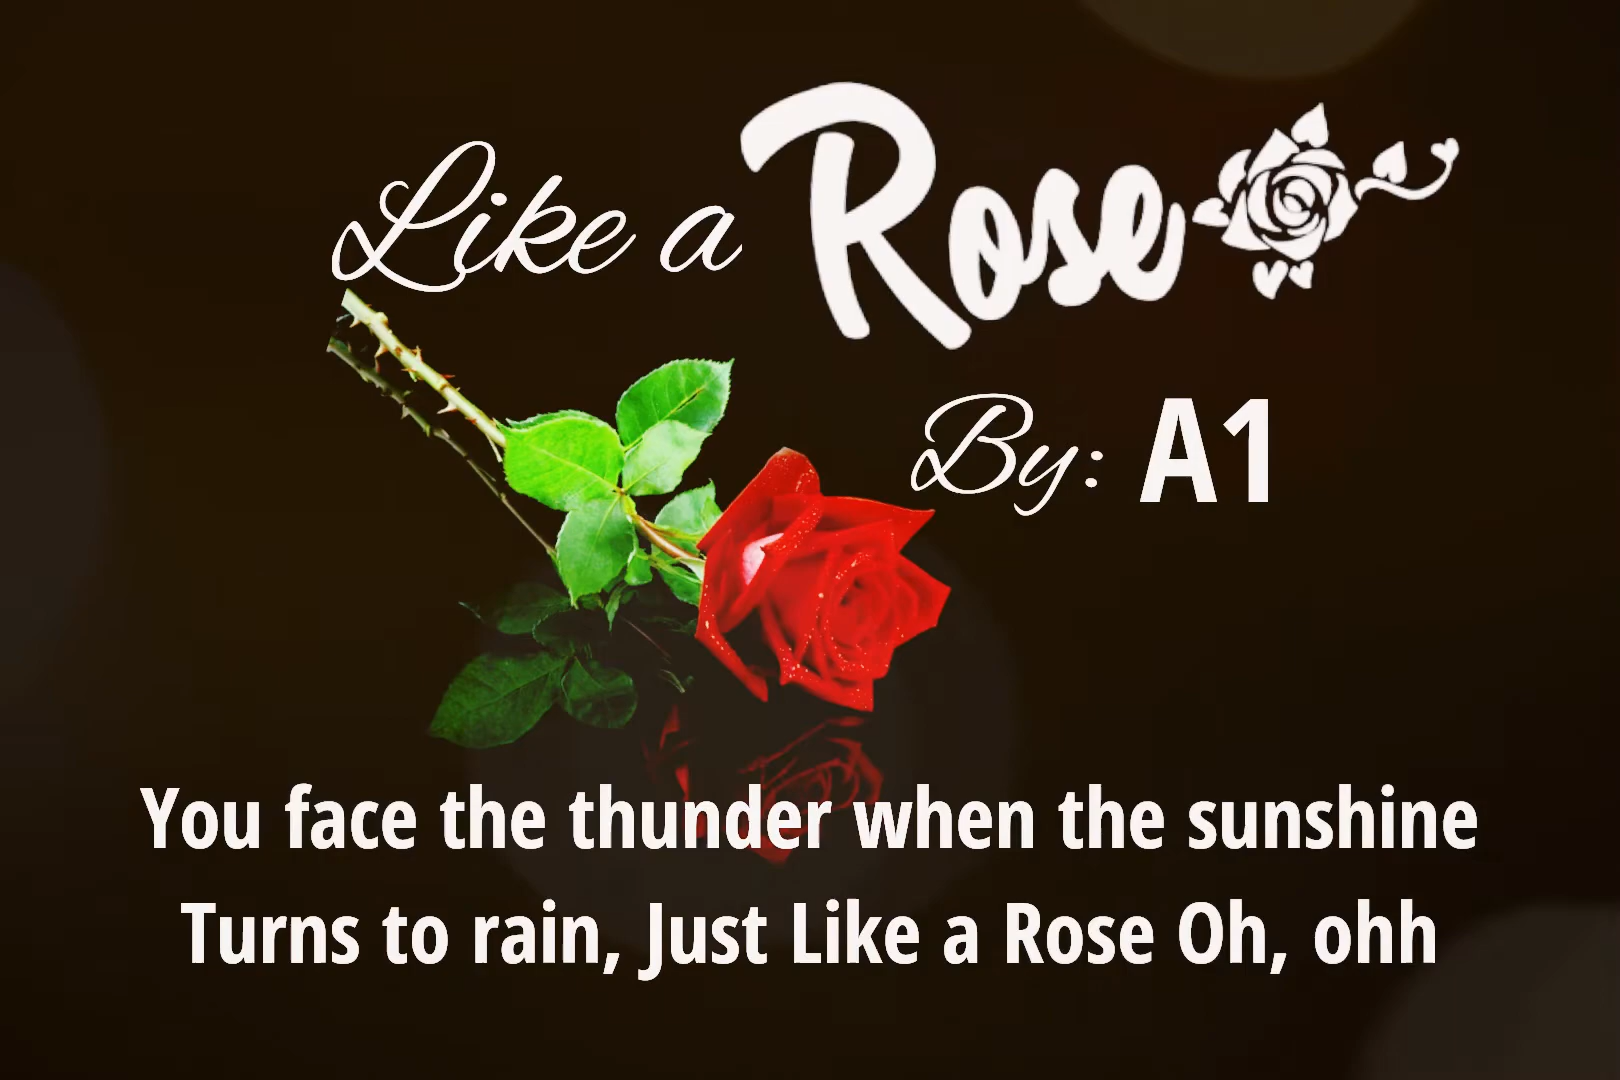 Like a Rose
By: A1
You face the thunder when the sunshine
Turns to rain, Just Like a Rose Oh, ohh